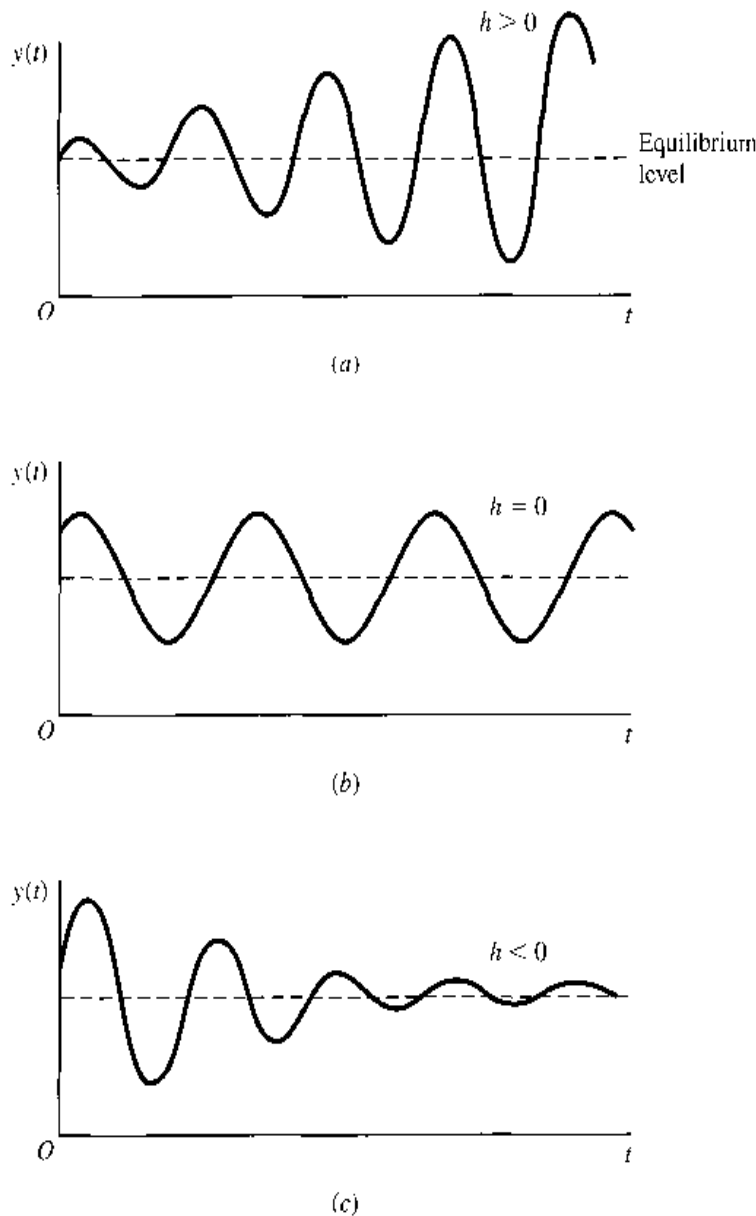 h > 0
y(t)
Equilibrium
level
O
t
(a)
y(t)
h = 0
O
t
(b)
y(t)
h < 0
O
t
(c)